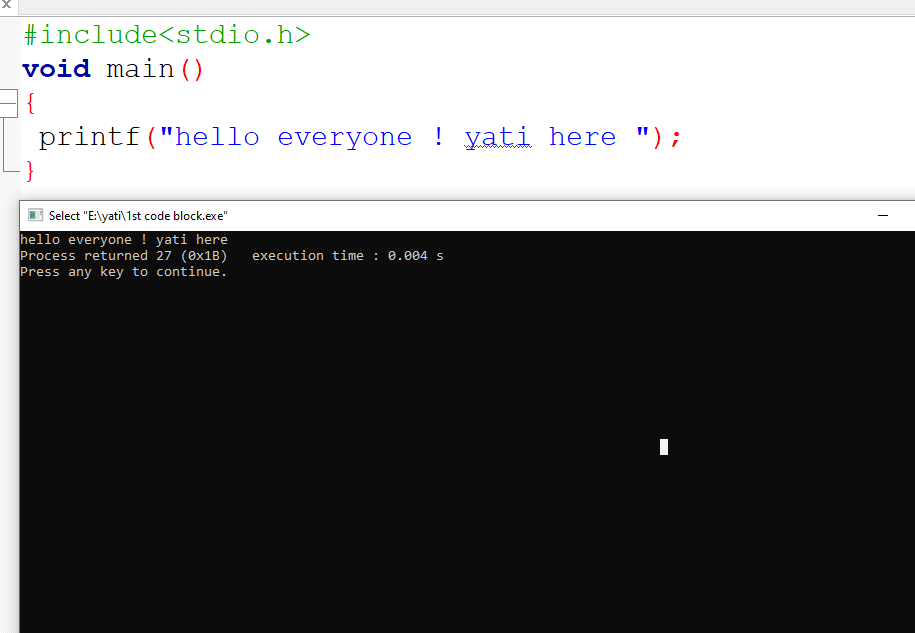 #include<stdio.h>
void main()
{
 printf("hello everyone ! yati here ");
}
Select "E:\yati\1st code block.exe"
hello everyone ! yati here
Process returned 27 (0x1B)   execution time : 0.004 s
Press any key to continue.